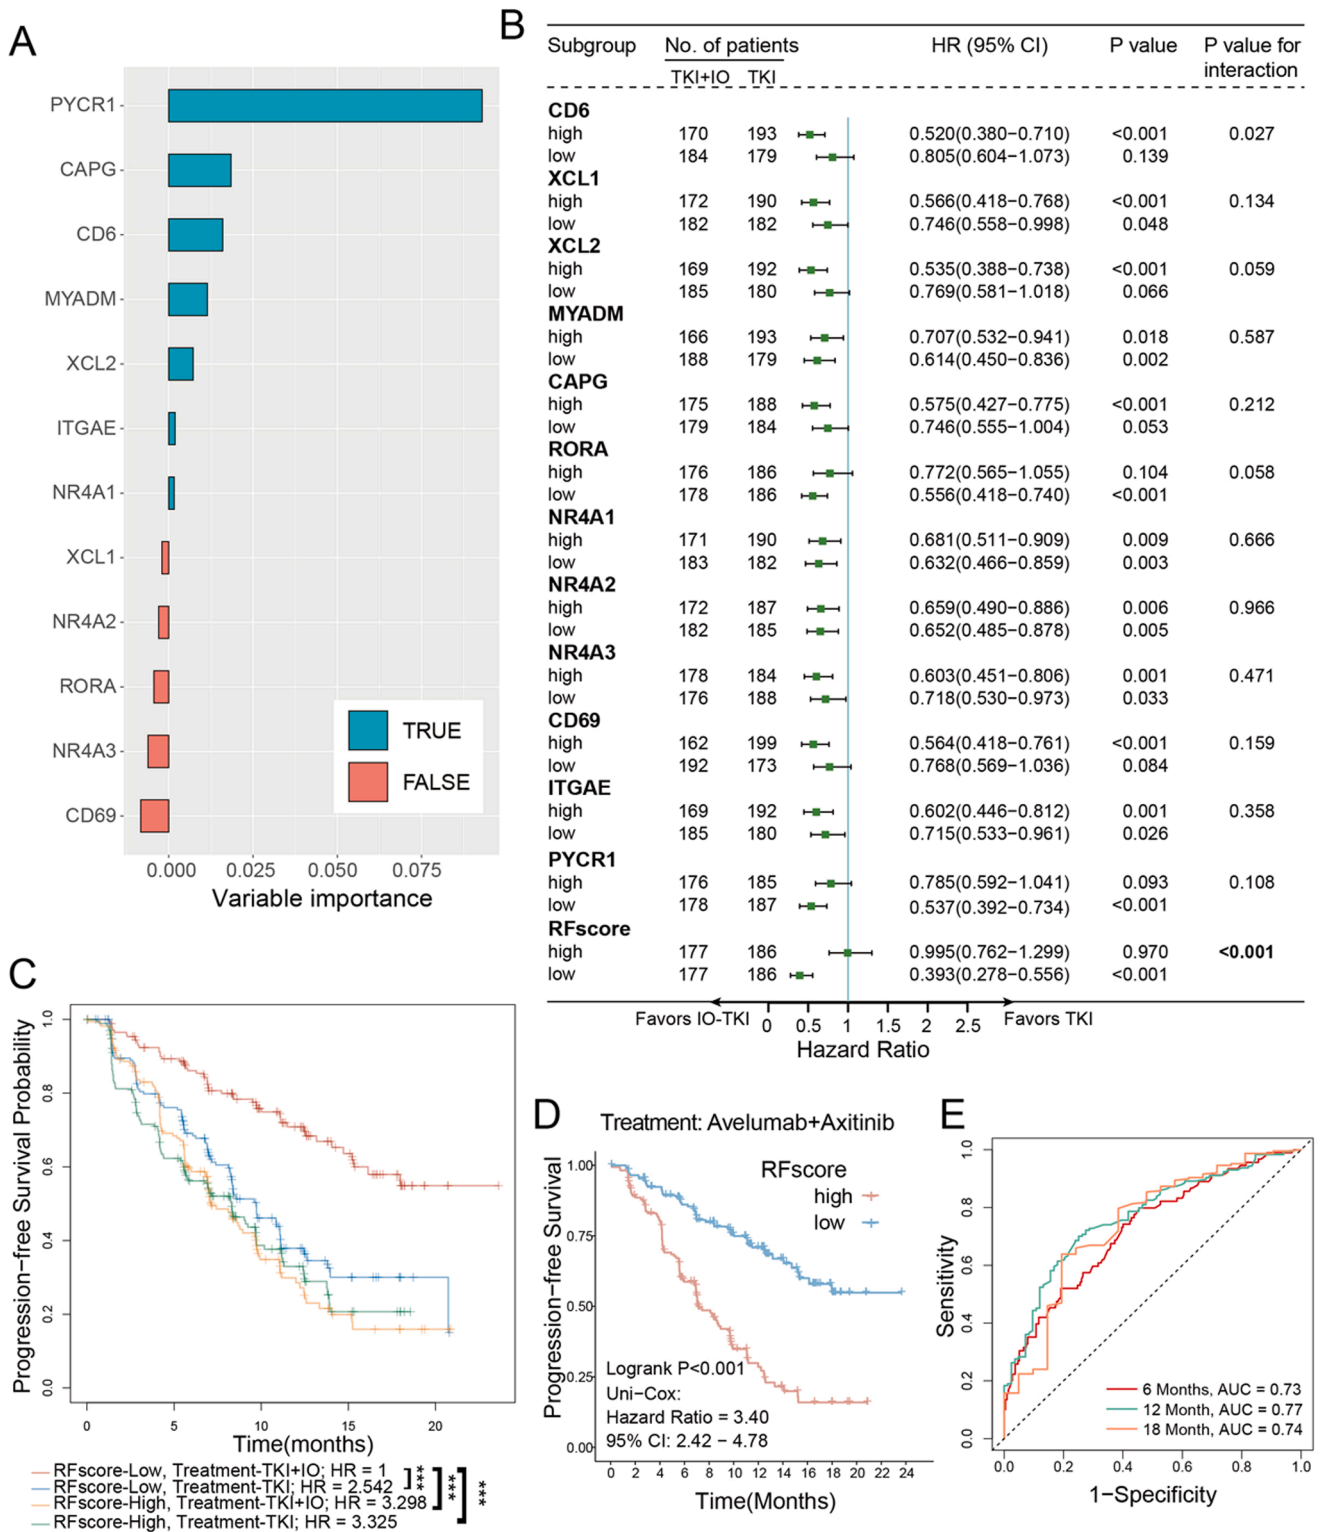 A
PYCR1
CAPG
CD6
MYADM
XCL2
ITGAE
NR4A1
XCL1
NR4A2
RORA
NR4A3
CD69
TRUE
FALSE
0.000 0.025 0.050 0.075
Variable importance
B
Subgroup No. of patients HR (95% CI) P value P value for interaction
TKI+IO TKI
CD6
high 170 193 0.520(0.380−0.710) <0.001 0.027
low 184 179 0.805(0.604−1.073) 0.139
XCL1
high 172 190 0.566(0.418−0.768) <0.001 0.134
low 182 182 0.746(0.558−0.998) 0.048
XCL2
high 169 192 0.535(0.388−0.738) <0.001 0.059
low 185 180 0.769(0.581−1.018) 0.066
MYADM
high 166 193 0.707(0.532−0.941) 0.018 0.587
low 188 179 0.614(0.450−0.836) 0.002
CAPG
high 175 188 0.575(0.427−0.775) <0.001 0.212
low 179 184 0.746(0.555−1.004) 0.053
RORA
high 176 186 0.772(0.565−1.055) 0.104 0.058
low 178 186 0.556(0.418−0.740) <0.001
NR4A1
high 171 190 0.681(0.511−0.909) 0.009 0.666
low 183 182 0.632(0.466−0.859) 0.003
NR4A2
high 172 187 0.659(0.490−0.886) 0.006 0.966
low 182 185 0.652(0.485−0.878) 0.005
NR4A3
high 178 184 0.603(0.451−0.806) 0.001 0.471
low 176 188 0.718(0.530−0.973) 0.033
CD69
high 162 199 0.564(0.418−0.761) <0.001 0.159
low 192 173 0.768(0.569−1.036) 0.084
ITGAE
high 169 192 0.602(0.446−0.812) 0.001 0.358
low 185 180 0.715(0.533−0.961) 0.026
PYCR1
high 176 185 0.785(0.592−1.041) 0.093 0.108
low 178 187 0.537(0.392−0.734) <0.001
RFscore
high 177 186 0.995(0.762−1.299) 0.970 <0.001
low 177 186 0.393(0.278−0.556) <0.001
Favors IO-TKI 0 0.5 1 1.5 2 2.5 Favors TKI
Hazard Ratio
C
Progression−free Survival Probability
1.0
0.8
0.6
0.4
0.2
0.0
0 5 10 15 20
Time(months)
RFscore-Low, Treatment-TKI+IO; HR = 1
RFscore-Low, Treatment-TKI; HR = 2.542
RFscore-High, Treatment-TKI+IO; HR = 3.298
RFscore-High, Treatment-TKI; HR = 3.325
***
***
***
D
Treatment: Avelumab+Axitinib
Progression−free Survival
1.00
0.75
0.50
0.25
0.00
RFscore
high
low
Logrank P<0.001
Uni−Cox:
Hazard Ratio = 3.40
95% CI: 2.42 − 4.78
0 2 4 6 8 10 12 14 16 18 20 22 24
Time(Months)
E
Sensitivity
1.0
0.8
0.6
0.4
0.2
0.0
6 Months, AUC = 0.73
12 Month, AUC = 0.77
18 Month, AUC = 0.74
0.0 0.2 0.4 0.6 0.8 1.0
1−Specificity